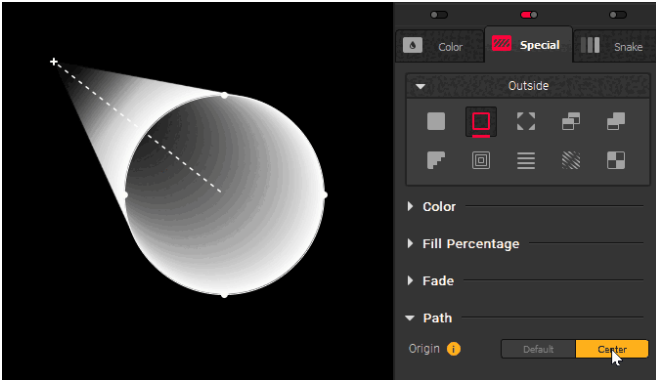 Color
Special
Snake
Outside
Color
Fill Percentage
Fade
Path
Origin i
Default
Center